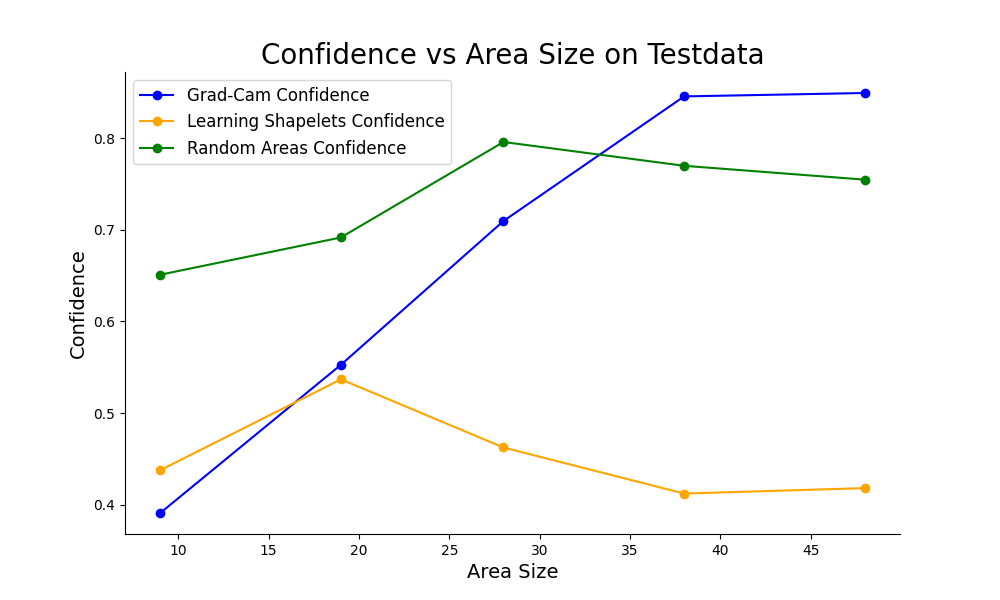 Confidence vs Area Size on Testdata
Grad-Cam Confidence
Learning Shapelets Confidence
Random Areas Confidence
Confidence
0.8
0.7
0.6
0.5
0.4
10 15 20 25 30 35 40 45
Area Size